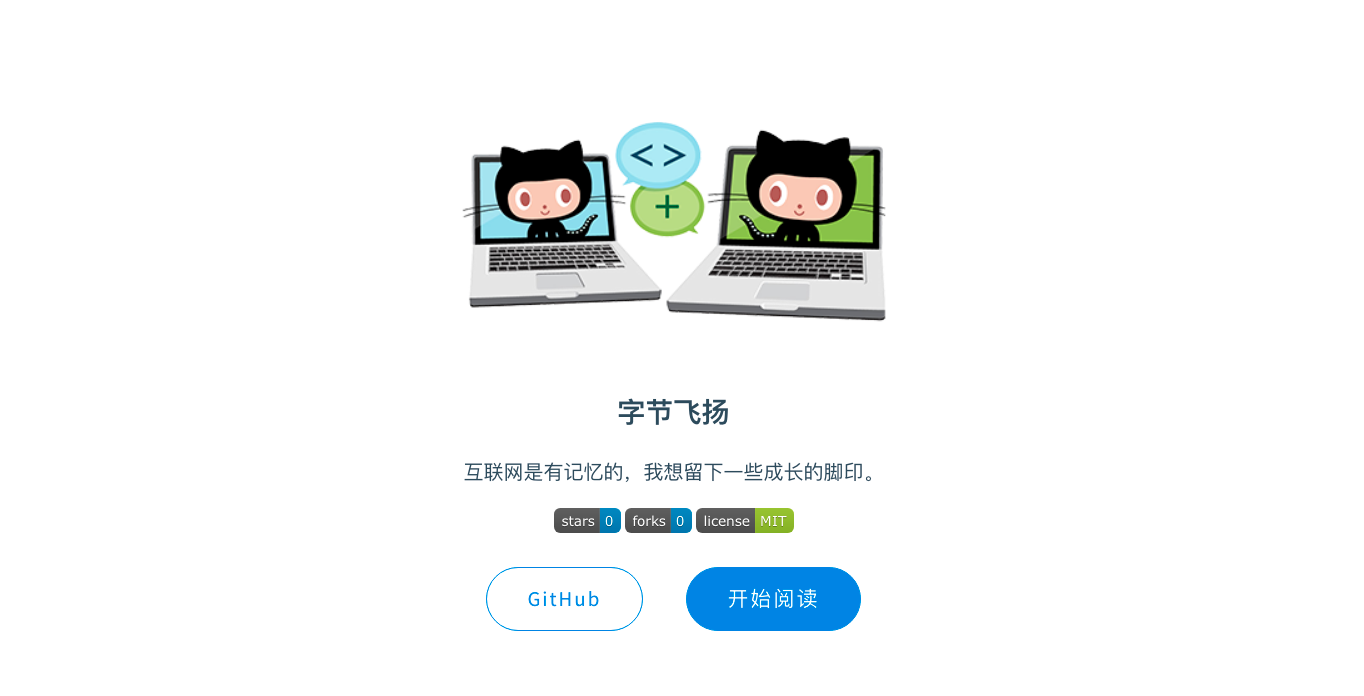 < >
+
字节飞扬
互联网是有记忆的，我想留下一些成长的脚印。
stars 0 forks 0 license MIT
GitHub 开始阅读